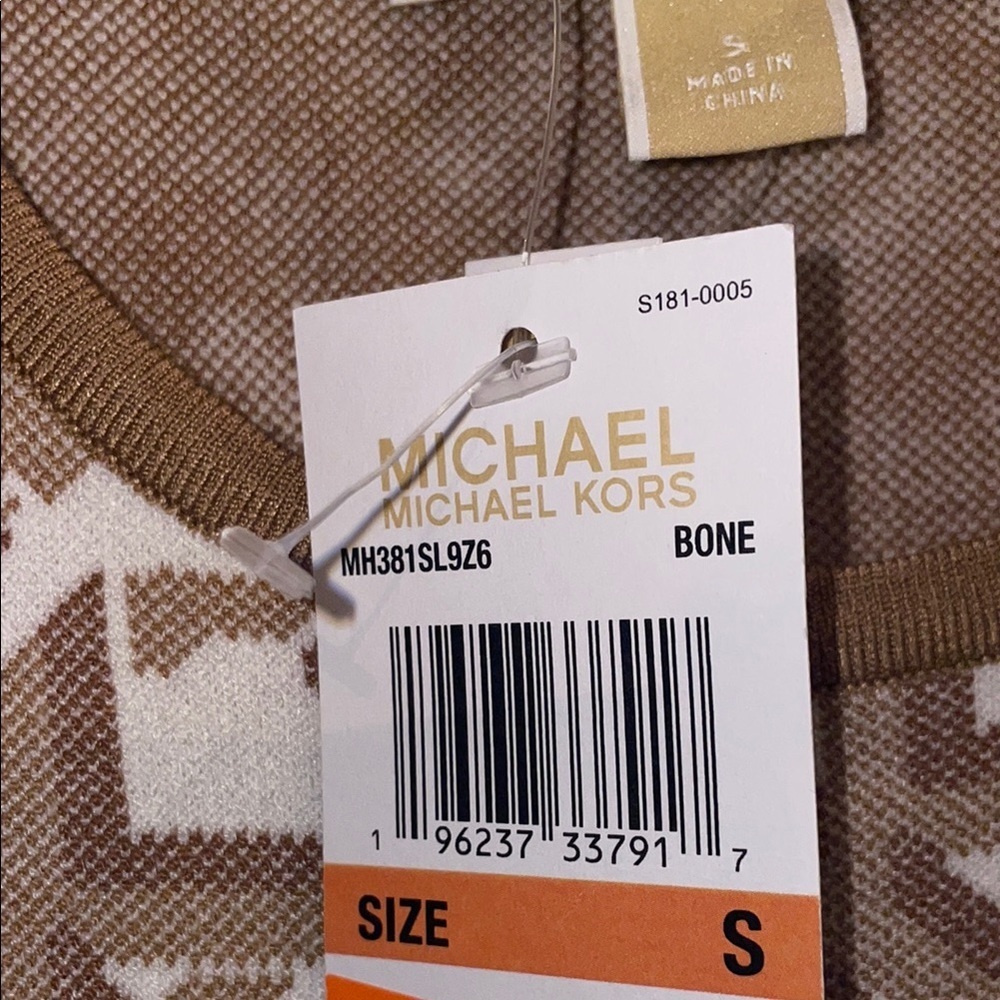 S
MADE IN
CHINA
S181-0005
MICHAEL
MICHAEL KORS
MH381SL9Z6 BONE
1 96237 33791 7
SIZE S